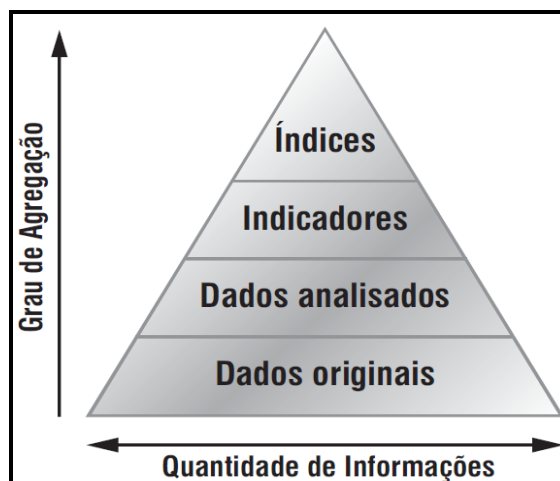 Grau de Agregação
Índices
Indicadores
Dados analisados
Dados originais
Quantidade de Informações